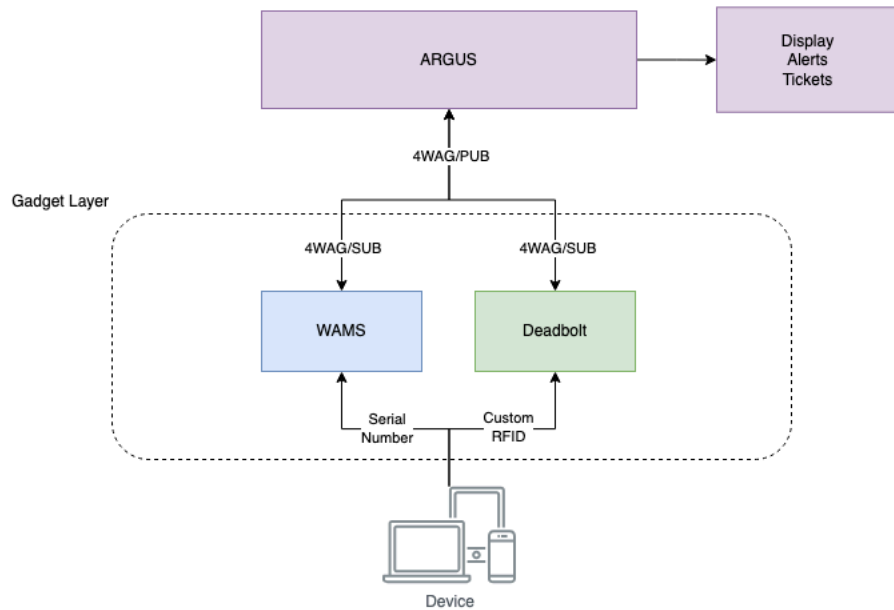 ARGUS
Display
Alerts
Tickets
4WAG/PUB
Gadget Layer
4WAG/SUB
4WAG/SUB
WAMS
Deadbolt
Serial
Number
Custom
RFID
Device